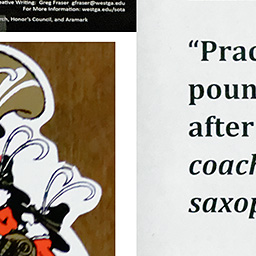 Writing: Greg Fraser gfraser@westga.edu
For More Information: westga.edu/sota
Honor's Council, and Aramark
“Prac
poun
after
coach
saxop